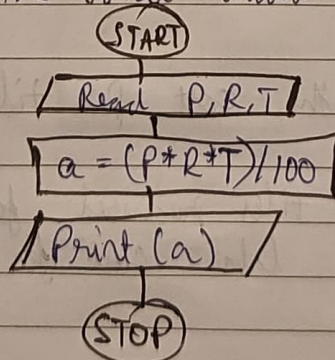 START
Read P, R, T
a = (P*R*T)/100
Print (a)
STOP